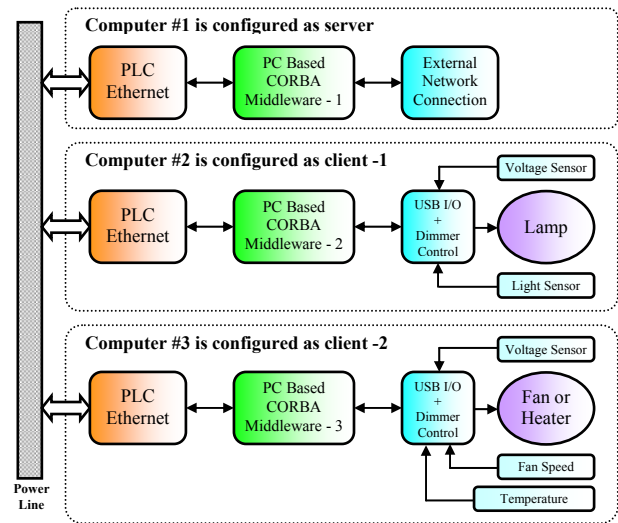 Computer #1 is configured as server
PLC
Ethernet
PC Based
CORBA
Middleware - 1
External
Network
Connection
Computer #2 is configured as client -1
PLC
Ethernet
PC Based
CORBA
Middleware - 2
USB I/O
+
Dimmer
Control
Voltage Sensor
Lamp
Light Sensor
Computer #3 is configured as client -2
PLC
Ethernet
PC Based
CORBA
Middleware - 3
USB I/O
+
Dimmer
Control
Voltage Sensor
Fan or
Heater
Fan Speed
Temperature
Power
Line